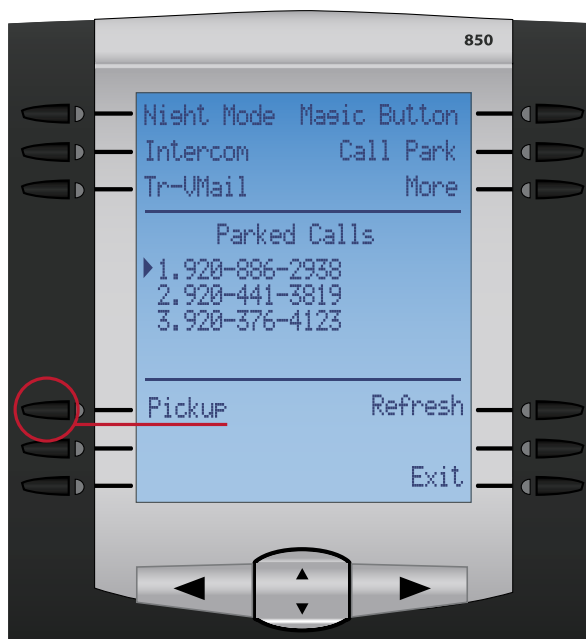 850
Night Mode Magic Button
Intercom Call Park
Tr-VMail More
Parked Calls
1.920-886-2938
2.920-441-3819
3.920-376-4123
Pickup Refresh
Exit